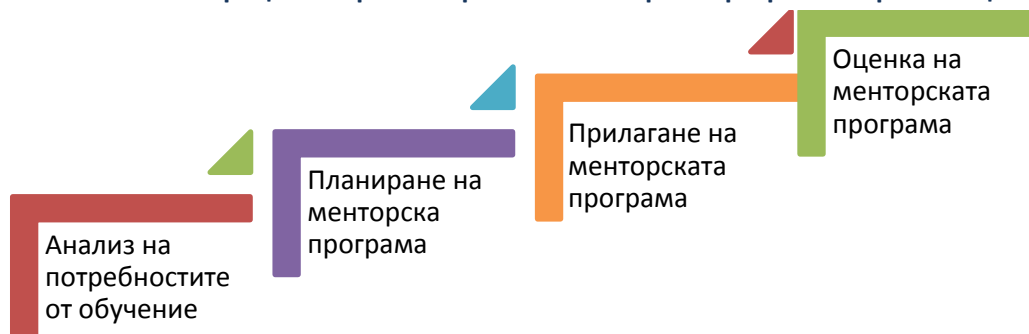 Анализ на
потребностите
от обучение
Планиране на
менторска
програма
Прилагане на
менторската
програма
Оценка на
менторската
програма